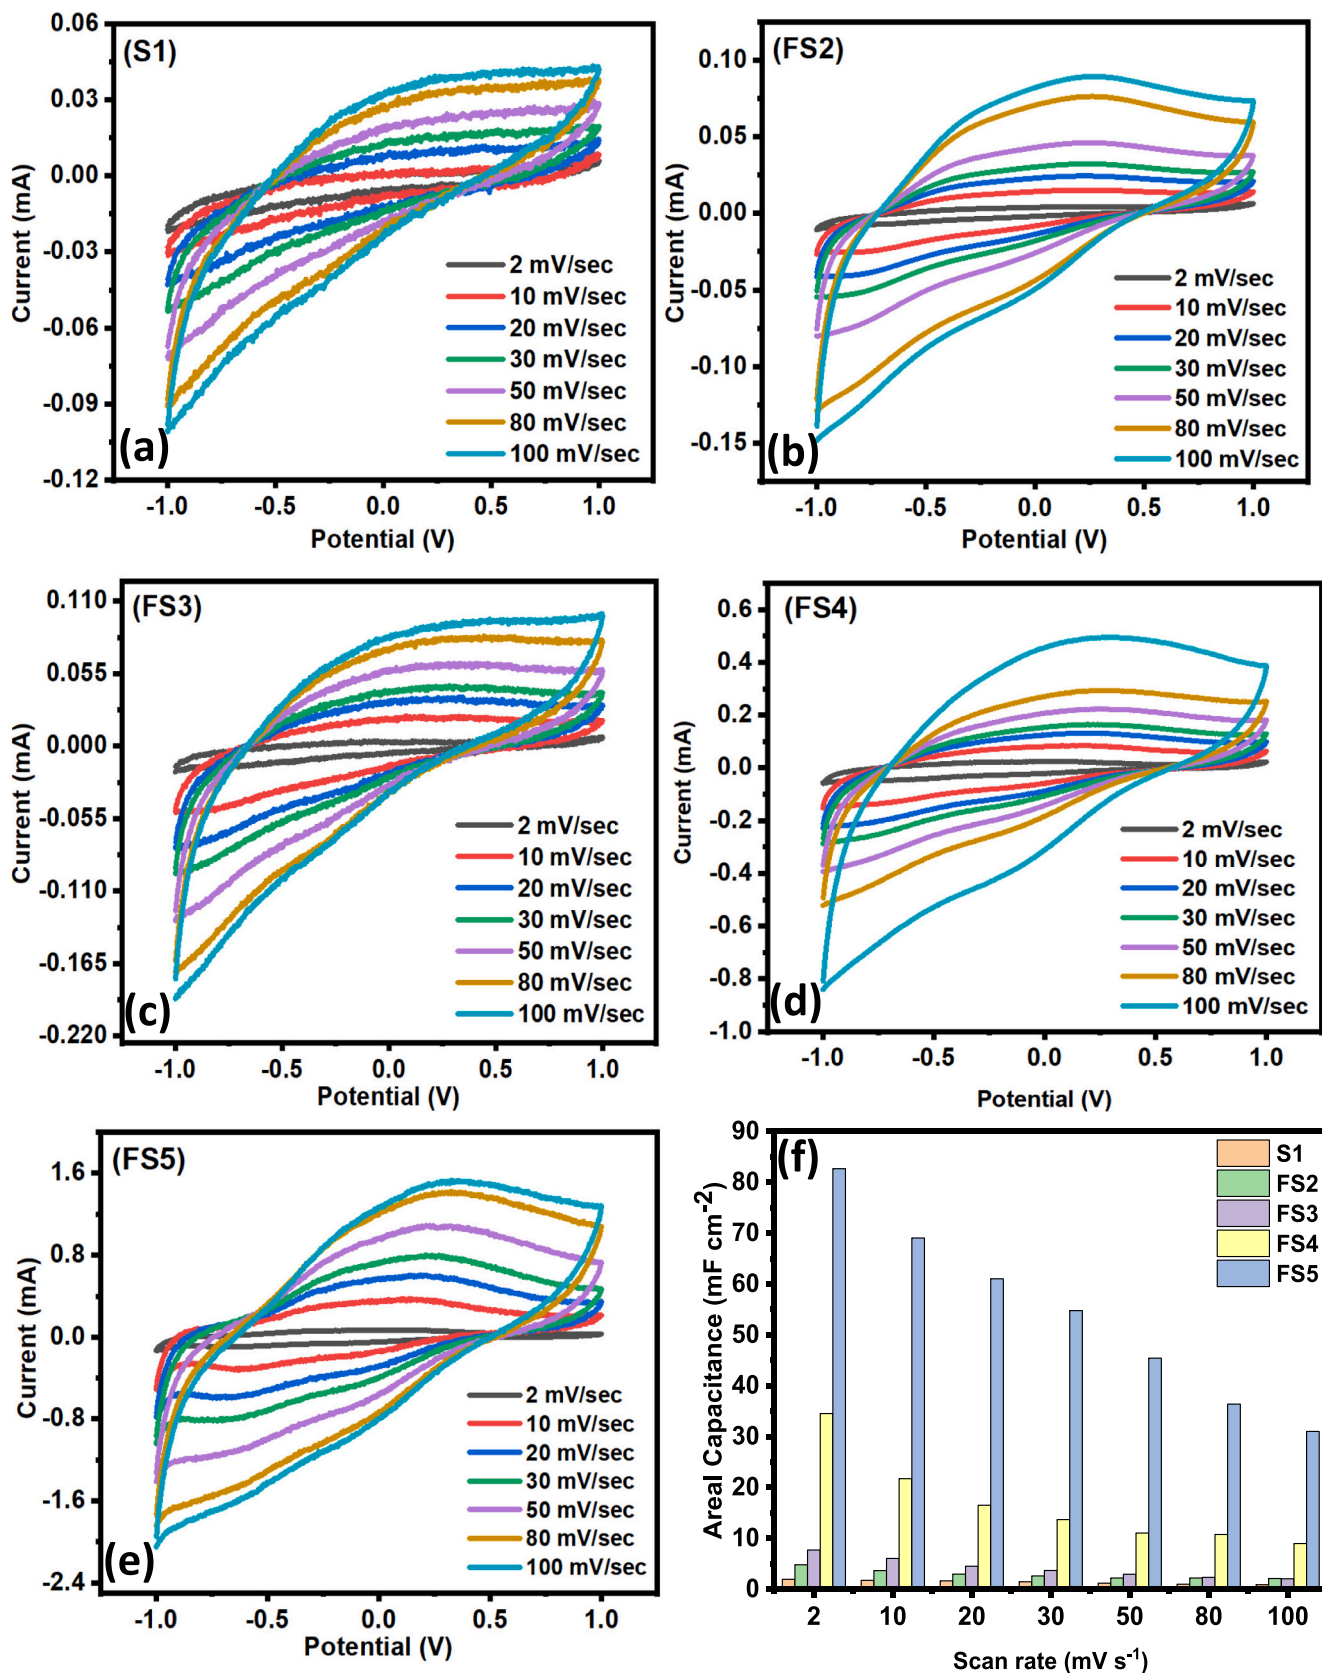 (S1)
0.06
0.03
0.00
-0.03
-0.06
-0.09
-0.12
Current (mA)
2 mV/sec
10 mV/sec
20 mV/sec
30 mV/sec
50 mV/sec
80 mV/sec
100 mV/sec
(a)
-1.0 -0.5 0.0 0.5 1.0
Potential (V)
(FS2)
0.10
0.05
0.00
-0.05
-0.10
-0.15
Current (mA)
2 mV/sec
10 mV/sec
20 mV/sec
30 mV/sec
50 mV/sec
80 mV/sec
100 mV/sec
(b)
-1.0 -0.5 0.0 0.5 1.0
Potential (V)
(FS3)
0.110
0.055
0.000
-0.055
-0.110
-0.165
-0.220
Current (mA)
2 mV/sec
10 mV/sec
20 mV/sec
30 mV/sec
50 mV/sec
80 mV/sec
100 mV/sec
(c)
-1.0 -0.5 0.0 0.5 1.0
Potential (V)
(FS4)
0.6
0.4
0.2
0.0
-0.2
-0.4
-0.6
-0.8
-1.0
Current (mA)
2 mV/sec
10 mV/sec
20 mV/sec
30 mV/sec
50 mV/sec
80 mV/sec
100 mV/sec
(d)
-1.0 -0.5 0.0 0.5 1.0
Potential (V)
(FS5)
1.6
0.8
0.0
-0.8
-1.6
-2.4
Current (mA)
2 mV/sec
10 mV/sec
20 mV/sec
30 mV/sec
50 mV/sec
80 mV/sec
100 mV/sec
(e)
-1.0 -0.5 0.0 0.5 1.0
Potential (V)
(f)
90
80
70
60
50
40
30
20
10
0
Areal Capacitance (mF cm⁻²)
S1
FS2
FS3
FS4
FS5
2 10 20 30 50 80 100
Scan rate (mV s⁻¹)